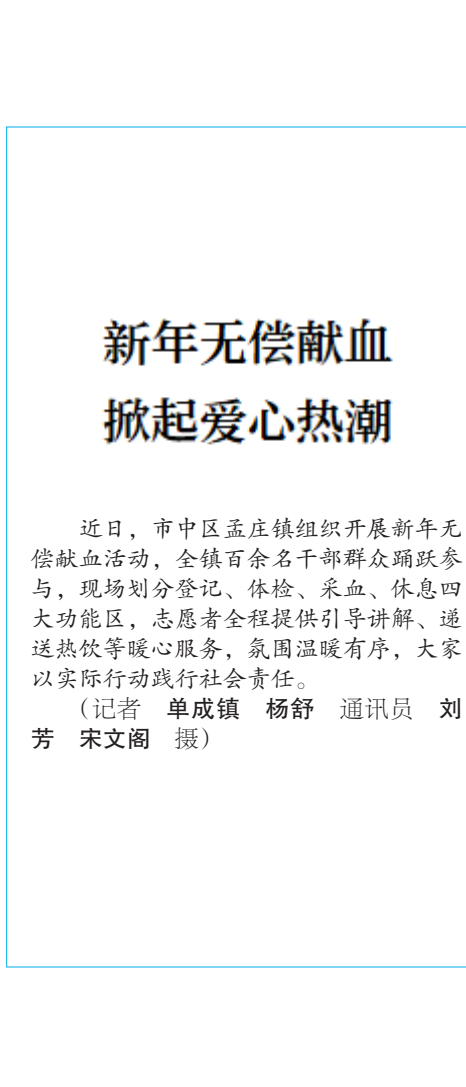 新年无偿献血
掀起爱心热潮
近日，市中区孟庄镇组织开展新年无
偿献血活动，全镇百余名干部群众踊跃参
与，现场划分登记、体检、采血、休息四
大功能区，志愿者全程提供引导讲解、递
送热饮等暖心服务，氛围温暖有序，大家
以实际行动践行社会责任。
（记者　单成镇　杨舒　通讯员　刘
芳　宋文阁　摄）